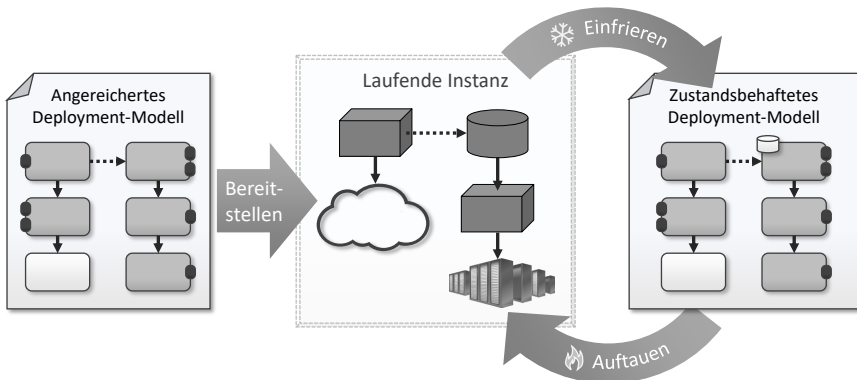 Angereichertes
Deployment-Modell
Bereit-
stellen
Laufende Instanz
Einfrieren
Zustandsbehaftetes
Deployment-Modell
Auftauen